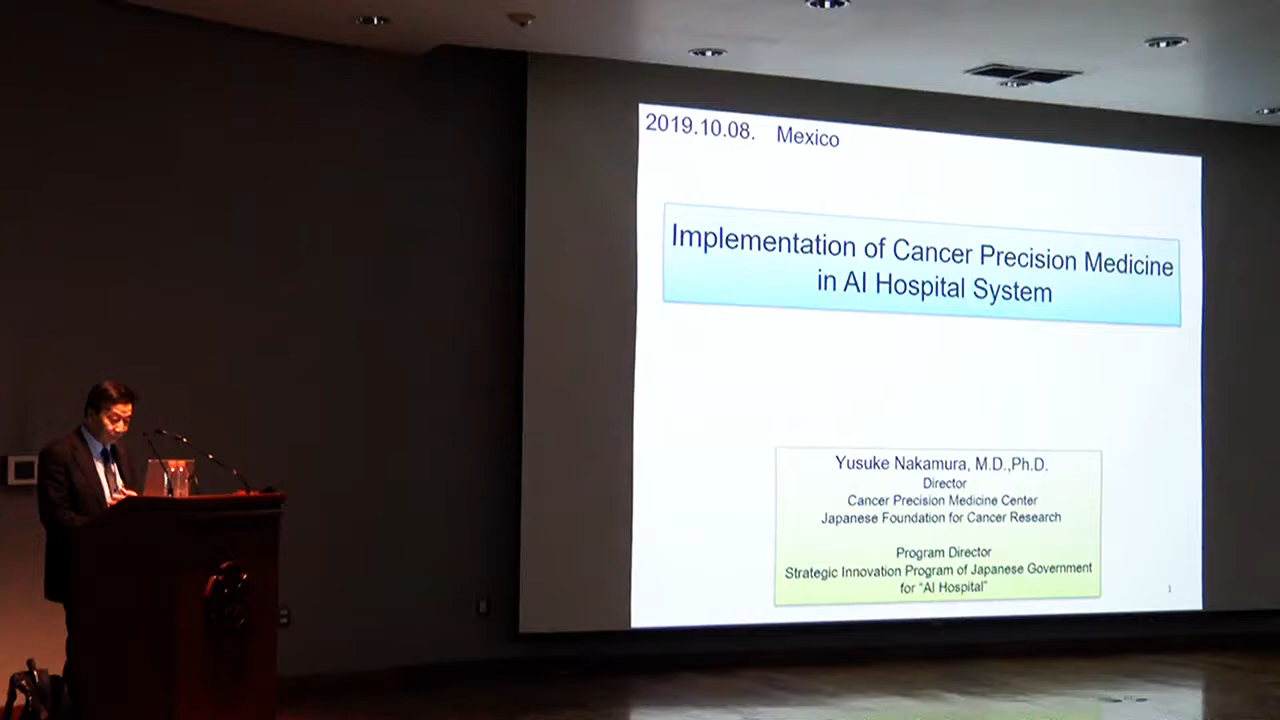 2019.10.08. Mexico
Implementation of Cancer Precision Medicine
in AI Hospital System
Yusuke Nakamura, M.D.,Ph.D.
Director
Cancer Precision Medicine Center
Japanese Foundation for Cancer Research
Program Director
Strategic Innovation Program of Japanese Government
for “AI Hospital”
1